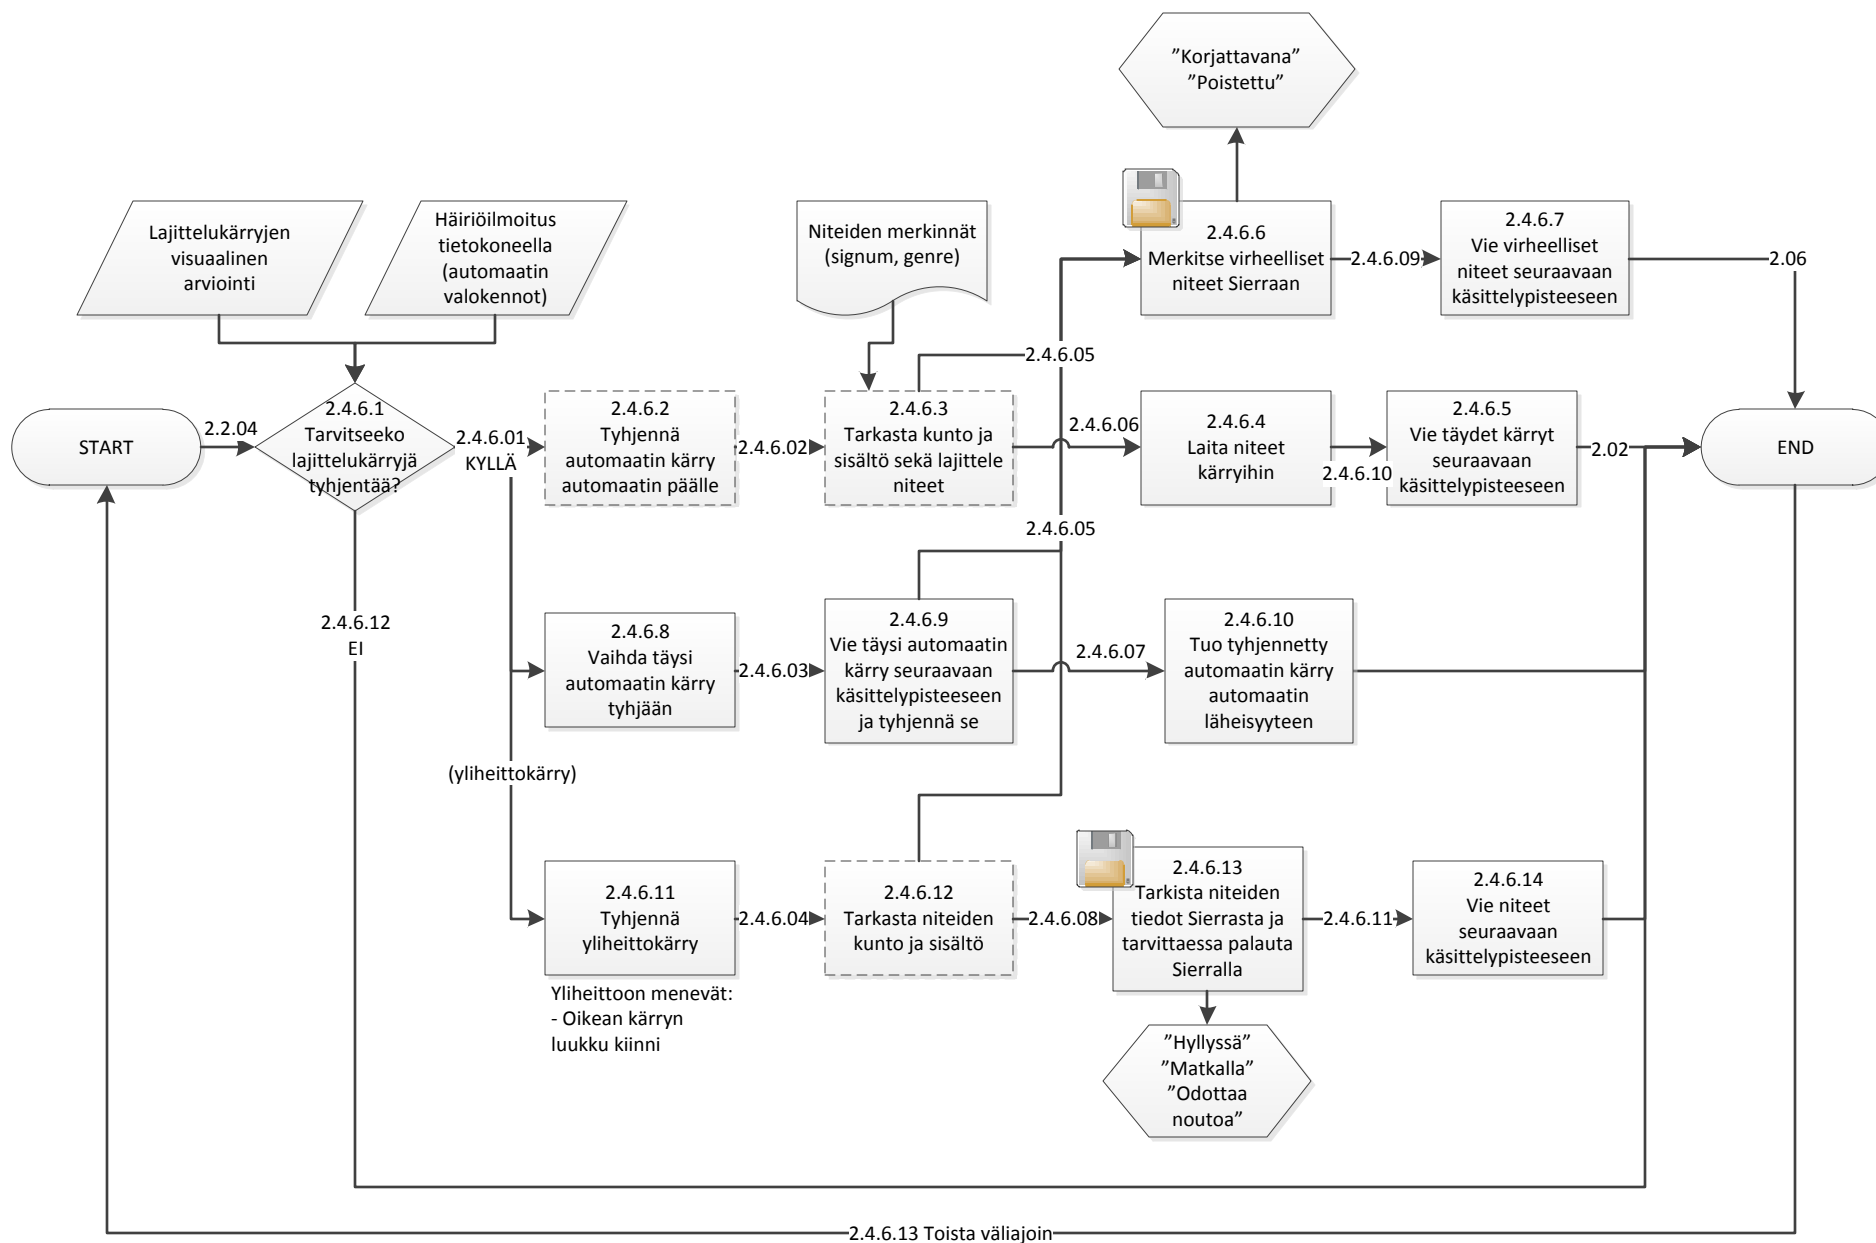 ”Korjattavana”
”Poistettu”
Lajittelukärryjen
visuaalinen
arviointi
Häiriöilmoitus
tietokoneella
(automaatin
valokennot)
Niteiden merkinnät
(signum, genre)
2.4.6.6
Merkitse virheelliset
niteet Sierraan
2.4.6.09
2.4.6.7
Vie virheelliset
niteet seuraavaan
käsittelypisteeseen
2.06
START
2.2.04
2.4.6.1
Tarvitseeko
lajittelukärryjä
tyhjentää?
2.4.6.01
KYLLÄ
2.4.6.2
Tyhjennä
automaatin kärry
automaatin päälle
2.4.6.02
2.4.6.3
Tarkasta kunto ja
sisältö sekä lajittele
niteet
2.4.6.05
2.4.6.06
2.4.6.4
Laita niteet
kärryihin
2.4.6.10
2.4.6.5
Vie täydet kärryt
seuraavaan
käsittelypisteeseen
2.02
END
2.4.6.05
2.4.6.12
EI
2.4.6.8
Vaihda täysi
automaatin kärry
tyhjään
2.4.6.03
2.4.6.9
Vie täysi automaatin
kärry seuraavaan
käsittelypisteeseen
ja tyhjennä se
2.4.6.07
2.4.6.10
Tuo tyhjennetty
automaatin kärry
automaatin
läheisyyteen
(yliheittokärry)
2.4.6.11
Tyhjennä
yliheittokärry
2.4.6.04
2.4.6.12
Tarkasta niteiden
kunto ja sisältö
2.4.6.08
2.4.6.13
Tarkista niteiden
tiedot Sierrasta ja
tarvittaessa palauta
Sierralla
2.4.6.11
2.4.6.14
Vie niteet
seuraavaan
käsittelypisteeseen
Yliheittoon menevät:
- Oikean kärryn
luukku kiinni
”Hyllyssä”
”Matkalla”
”Odottaa
noutoa”
2.4.6.13 Toista väliajoin